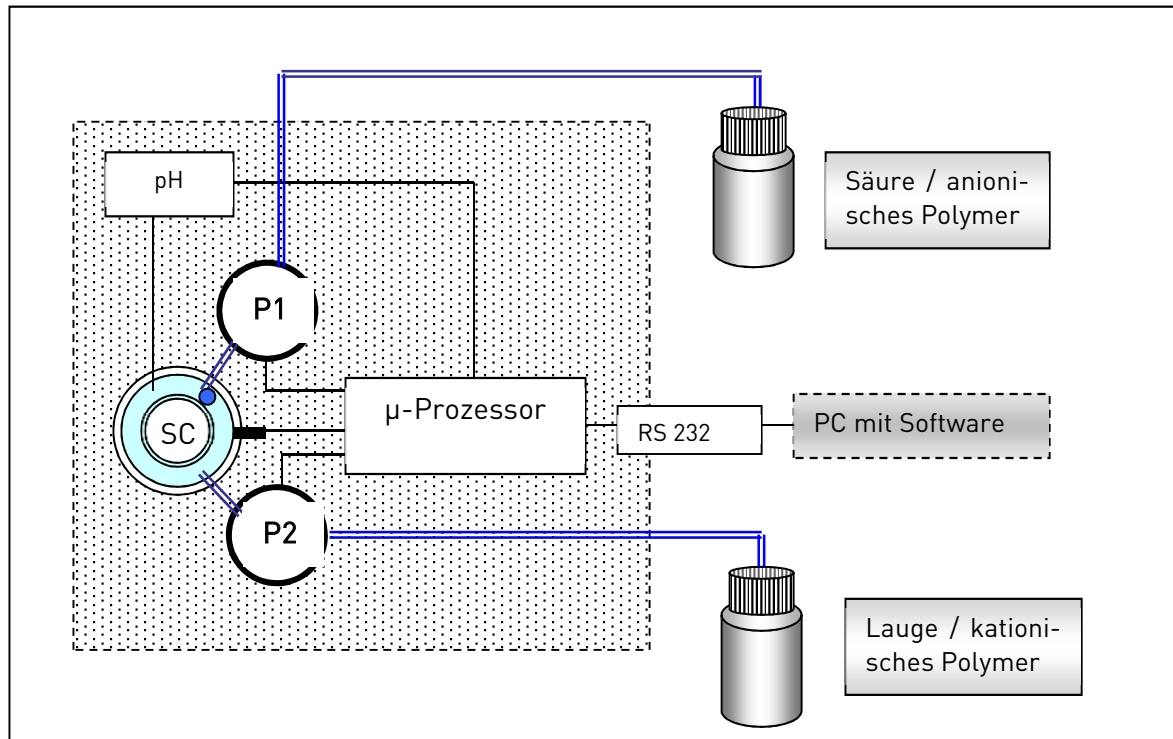 pH
Säure / anioni-
sches Polymer
P1
µ-Prozessor
SC
RS 232
PC mit Software
P2
Lauge / kationi-
sches Polymer